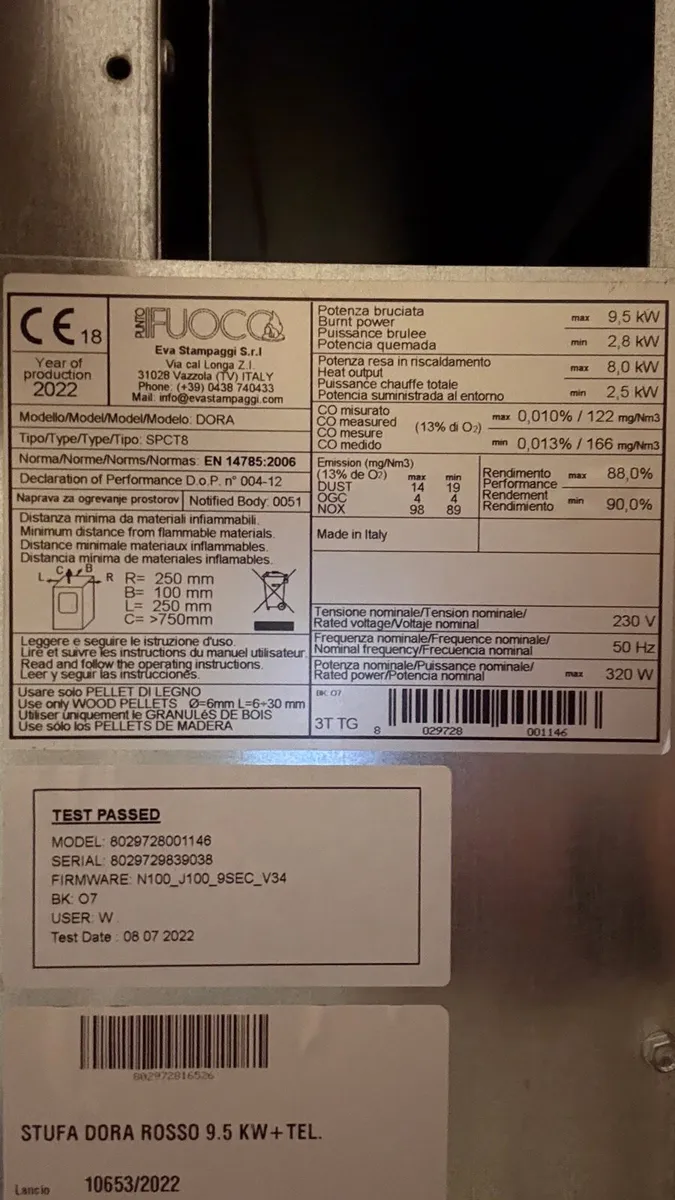 CE 18
Year of
production
2022
PUNTO
FUOCO
Eva Stampaggi S.r.l
Via cal Longa Z.I.
31028 Vazzola (TV) ITALY
Phone: (+39) 0438 740433
Mail: info@evastampaggi.com
Modello/Model/Model/Modelo: DORA
Tipo/Type/Type/Tipo: SPCT8
Norma/Norme/Norms/Normas: EN 14785:2006
Declaration of Performance D.o.P. n° 004-12
Naprava za ogrevanje prostorov Notified Body: 0051
Distanza minima da materiali infiammabili.
Minimum distance from flammable materials.
Distance minimale materiaux inflammables.
Distancia minima de materiales inflamables.
L C B R
R= 250 mm
B= 100 mm
L= 250 mm
C= >750mm
Leggere e seguire le istruzione d'uso.
Lire et suivre les instructions du manuel utilisateur.
Read and follow the operating instructions.
Leer y seguir las instrucciones.
Usare solo PELLET DI LEGNO
Use only WOOD PELLETS Ø=6mm L=6÷30 mm
Utiliser uniquement le GRANULéS DE BOIS
Use sólo los PELLETS DE MADERA
Potenza bruciata
Burnt power
Puissance brulee
Potencia quemada
max 9,5 kW
min 2,8 kW
Potenza resa in riscaldamento
Heat output
Puissance chauffe totale
Potencia suministrada al entorno
max 8,0 kW
min 2,5 kW
CO misurato
CO measured
CO mesure
CO medido
(13% di O2)
max 0,010% / 122 mg/Nm3
min 0,013% / 166 mg/Nm3
Emission (mg/Nm3)
(13% de O2) max min
DUST 14 19
OGC 4 4
NOX 98 89
Rendimento
Performance
Rendement
Rendimiento
max 88,0%
min 90,0%
Made in Italy
Tensione nominale/Tension nominale/
Rated voltage/Voltaje nominal
230 V
Frequenza nominale/Frequence nominale/
Nominal frequency/Frecuencia nominal
50 Hz
Potenza nominale/Puissance nominale/
Rated power/Potencia nominal
max 320 W
BK: O7
3T TG
8 029728 001146
TEST PASSED
MODEL: 8029728001146
SERIAL: 8029729839038
FIRMWARE: N100_J100_9SEC_V34
BK: O7
USER: W
Test Date : 08 07 2022
802972816526
STUFA DORA ROSSO 9.5 KW+TEL.
Lancio 10653/2022